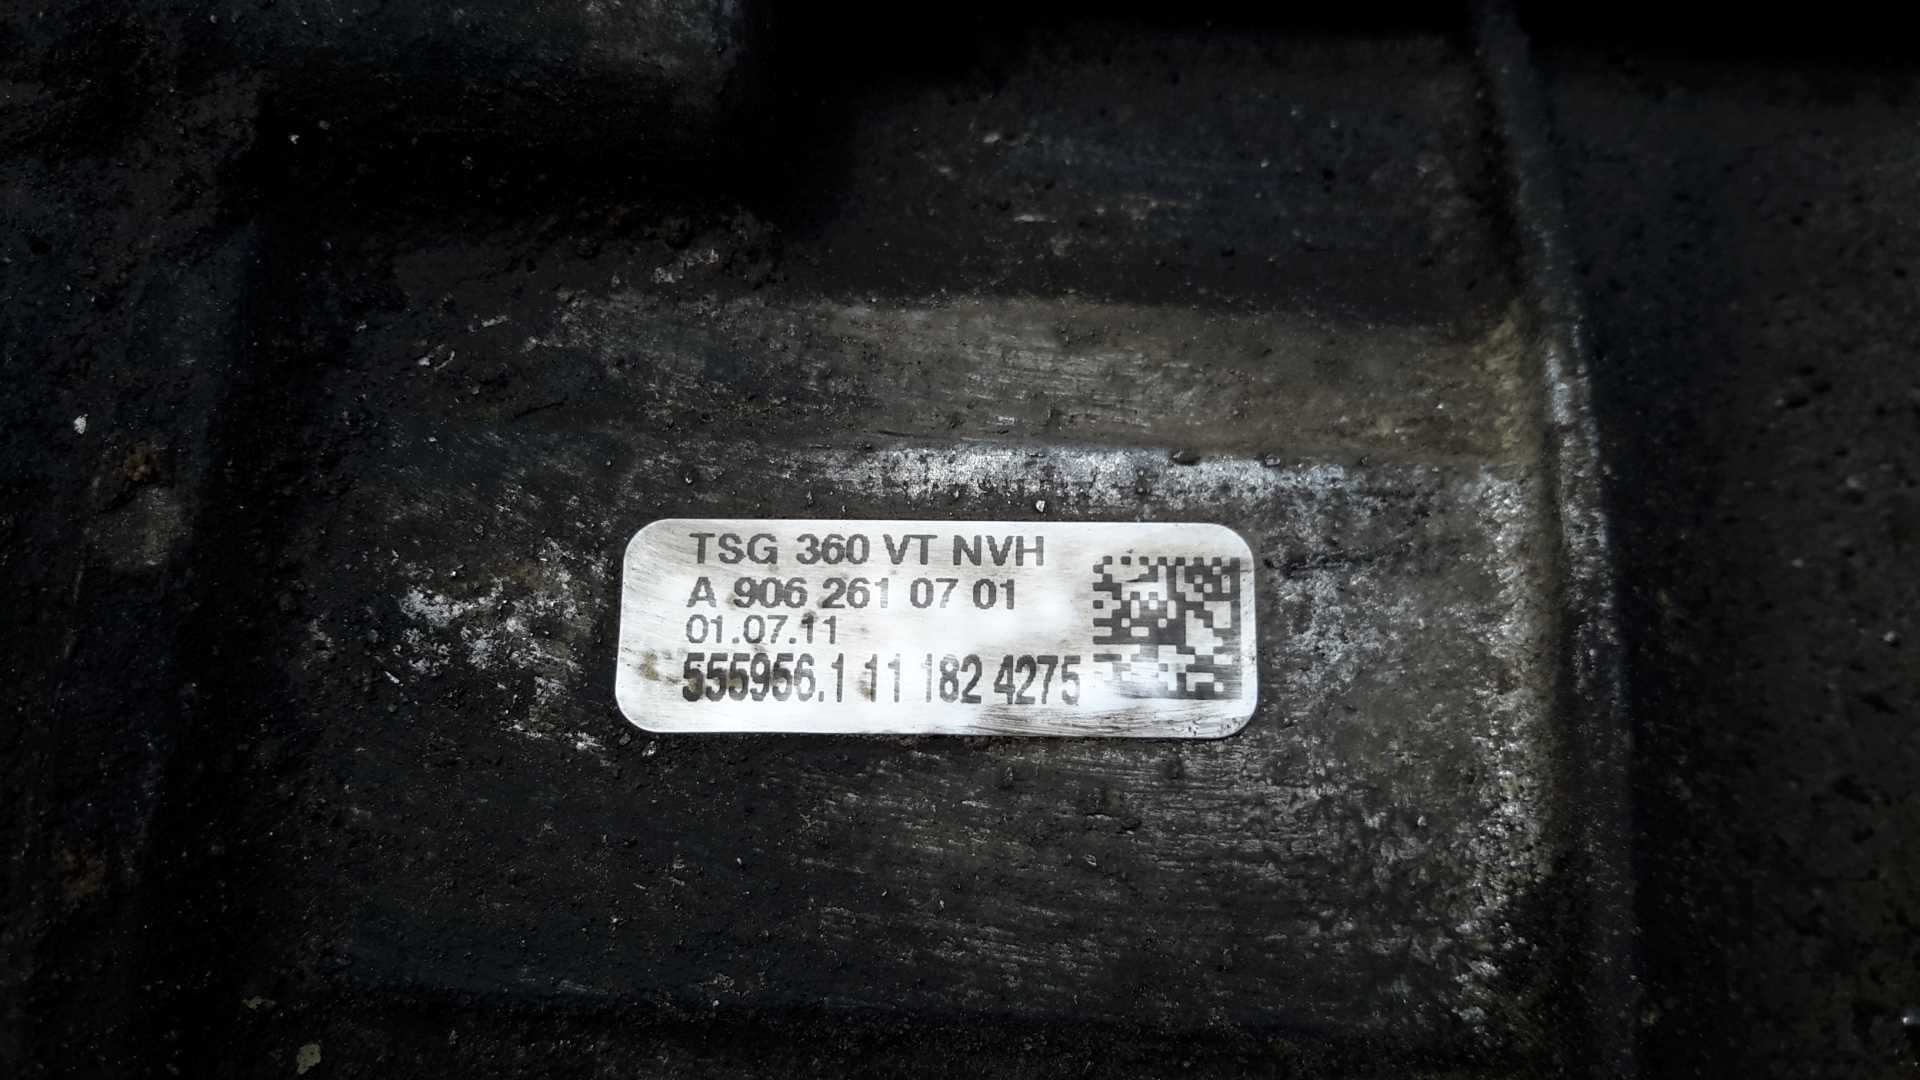 TSG 360 VT NVH
A 906 261 07 01
01.07.11
555956.1 11 182 4275